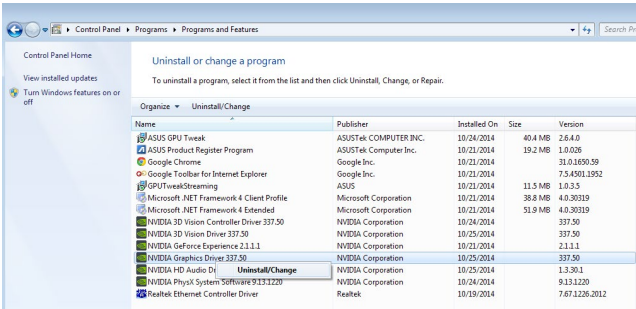 Control Panel ▸ Programs ▸ Programs and Features
Search Pr
Control Panel Home
View installed updates
Turn Windows features on or off
Uninstall or change a program
To uninstall a program, select it from the list and then click Uninstall, Change, or Repair.
Organize Uninstall/Change
Name Publisher Installed On Size Version
ASUS GPU Tweak ASUSTek COMPUTER INC. 10/24/2014 40.4 MB 2.6.4.0
ASUS Product Register Program ASUSTek Computer Inc. 10/21/2014 19.2 MB 1.0.026
Google Chrome Google Inc. 10/21/2014 31.0.1650.59
Google Toolbar for Internet Explorer Google Inc. 10/21/2014 7.5.4501.1952
GPUTweakStreaming ASUS 10/21/2014 11.5 MB 1.0.3.5
Microsoft .NET Framework 4 Client Profile Microsoft Corporation 10/21/2014 38.8 MB 4.0.30319
Microsoft .NET Framework 4 Extended Microsoft Corporation 10/21/2014 51.9 MB 4.0.30319
NVIDIA 3D Vision Controller Driver 337.50 NVIDIA Corporation 10/24/2014 337.50
NVIDIA 3D Vision Driver 337.50 NVIDIA Corporation 10/25/2014 337.50
NVIDIA GeForce Experience 2.1.1.1 NVIDIA Corporation 10/21/2014 2.1.1.1
NVIDIA Graphics Driver 337.50 NVIDIA Corporation 10/25/2014 337.50
NVIDIA HD Audio Dr Uninstall/Change NVIDIA Corporation 10/25/2014 1.3.30.1
NVIDIA PhysX System Software 9.13.1220 NVIDIA Corporation 10/24/2014 9.13.1220
Realtek Ethernet Controller Driver Realtek 10/19/2014 7.67.1226.2012